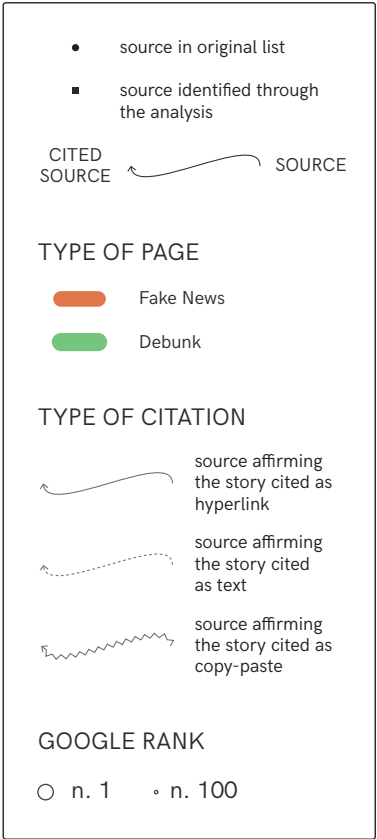 source in original list
source identified through
the analysis
CITED
SOURCE
SOURCE
TYPE OF PAGE
Fake News
Debunk
TYPE OF CITATION
source affirming
the story cited as
hyperlink
source affirming
the story cited
as text
source affirming
the story cited as
copy-paste
GOOGLE RANK
n. 1
n. 100